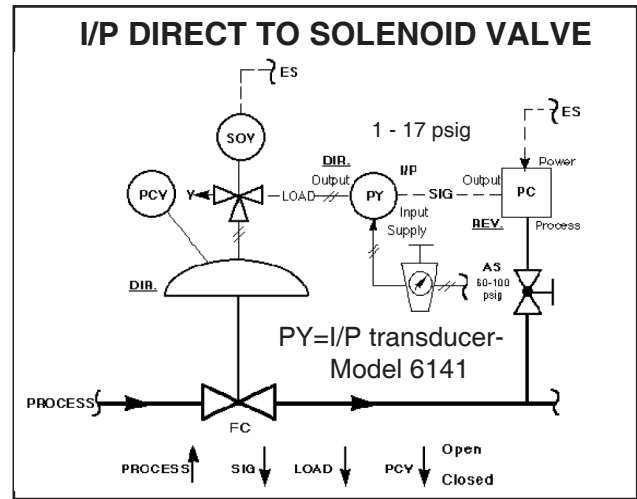 I/P DIRECT TO SOLENOID VALVE
ES
SOV
1 - 17 psig
ES
DIR.
I/P
Power
PCV
V
LOAD
Output
PY
SIG
Output
PC
Input
REV.
Process
Supply
DIR.
AS
60-100
psig
PY=I/P transducer-
Model 6141
PROCESS
FC
PROCESS
SIG
LOAD
PCV
Open
Closed